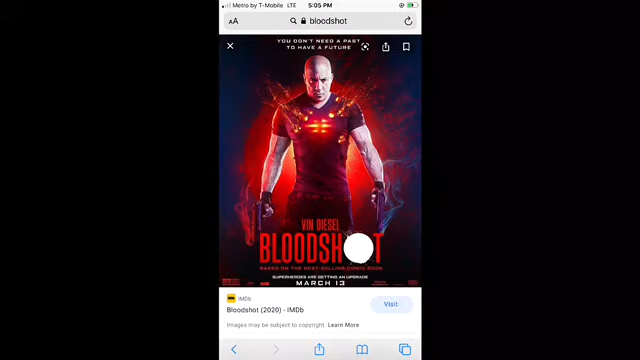 Metro by T-Mobile LTE 5:05 PM
AA bloodshot
YOU DON'T NEED A PAST
TO HAVE A FUTURE
VIN DIESEL
BLOODSH T
BASED ON THE BEST-SELLING COMIC BOOK
SUPERHEROES ARE GETTING AN UPGRADE
MARCH 13
IMDb
Bloodshot (2020) - IMDb
Visit
Images may be subject to copyright. Learn More